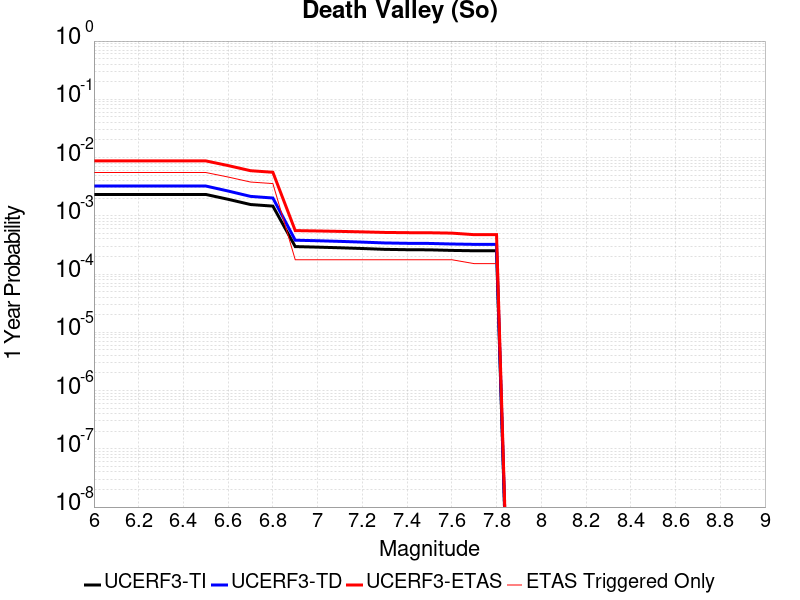 Death Valley (So)
10^0
10^-1
10^-2
10^-3
10^-4
10^-5
10^-6
10^-7
10^-8
1 Year Probability
6 6.2 6.4 6.6 6.8 7 7.2 7.4 7.6 7.8 8 8.2 8.4 8.6 8.8 9
Magnitude
UCERF3-TI UCERF3-TD UCERF3-ETAS ETAS Triggered Only